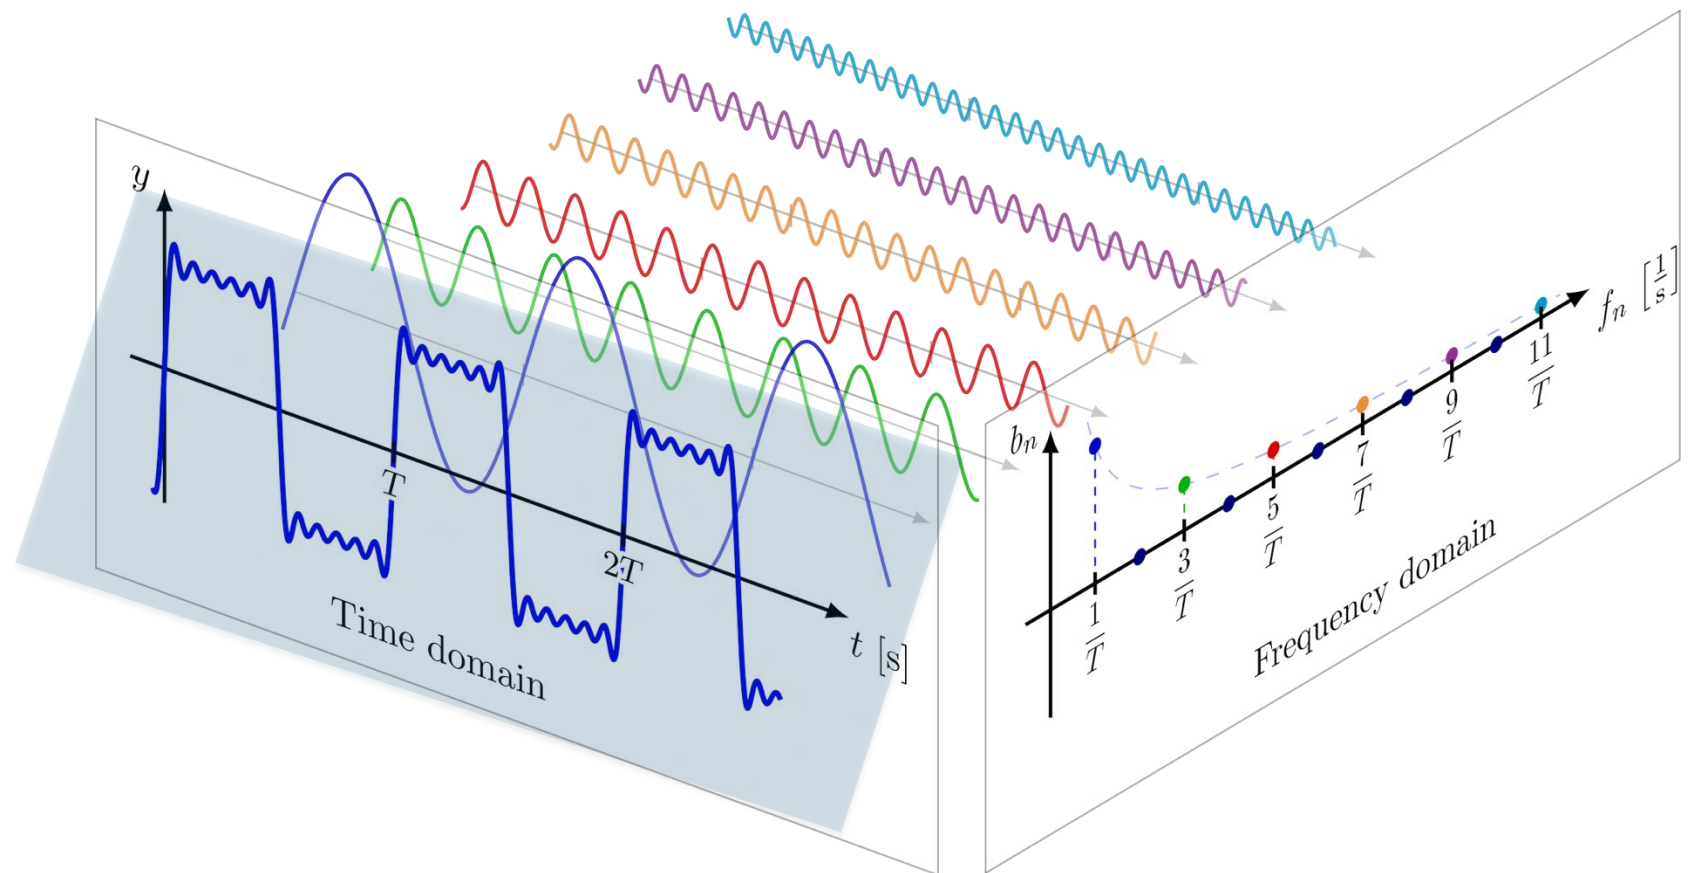 y
T
2T
t [s]
Time domain
b_n
1/T
3/T
5/T
7/T
9/T
11/T
f_n [1/s]
Frequency domain